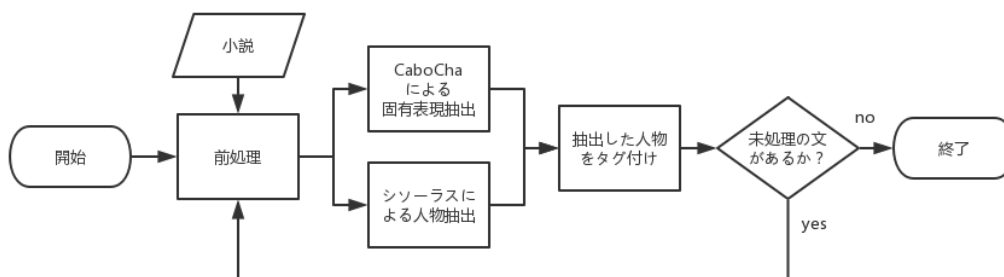 小説
開始
前処理
CaboCha
による
固有表現抽出
シソーラスに
よる人物抽出
抽出した人物
をタグ付け
未処理の文
があるか？
no
yes
終了